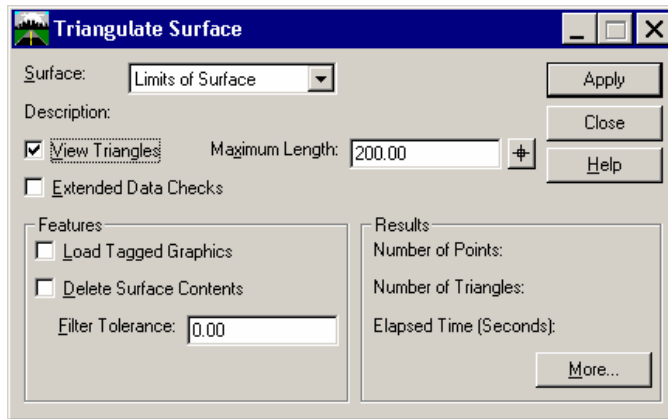 Triangulate Surface
Surface: Limits of Surface
Apply
Description:
Close
View Triangles Maximum Length: 200.00
Help
Extended Data Checks
Features
Load Tagged Graphics
Delete Surface Contents
Filter Tolerance: 0.00
Results
Number of Points:
Number of Triangles:
Elapsed Time (Seconds):
More...